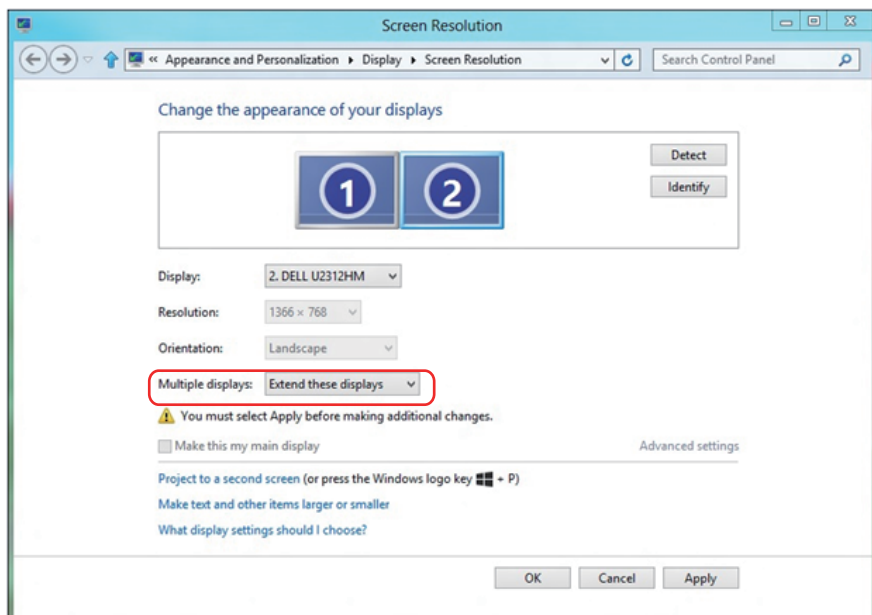 Screen Resolution
« Appearance and Personalization Display Screen Resolution Search Control Panel
Change the appearance of your displays
1 2
Detect
Identify
Display: 2. DELL U2312HM
Resolution: 1366 × 768
Orientation: Landscape
Multiple displays: Extend these displays
You must select Apply before making additional changes.
Make this my main display Advanced settings
Project to a second screen (or press the Windows logo key + P)
Make text and other items larger or smaller
What display settings should I choose?
OK Cancel Apply